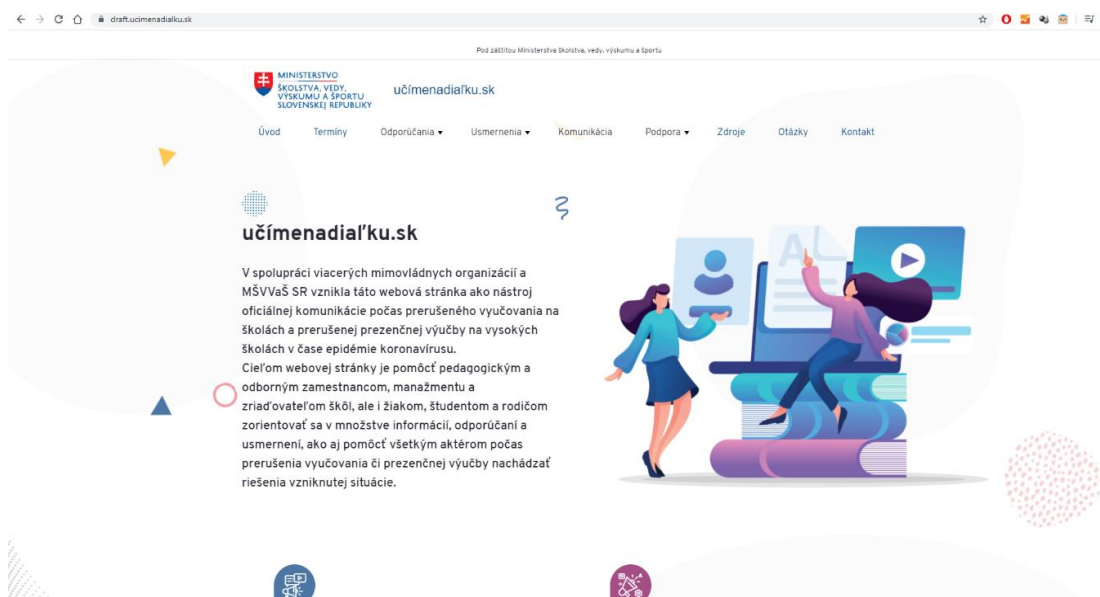 draft.ucimenadialku.sk
Pod záštitou Ministerstva školstva, vedy, výskumu a športu
MINISTERSTVO
ŠKOLSTVA, VEDY,
VÝSKUMU A ŠPORTU
SLOVENSKEJ REPUBLIKY
učímenadiaľku.sk
Úvod Termíny Odporúčania Usmernenia Komunikácia Podpora Zdroje Otázky Kontakt
učímenadiaľku.sk
V spolupráci viacerých mimovládnych organizácií a
MŠVVaŠ SR vznikla táto webová stránka ako nástroj
oficiálnej komunikácie počas prerušeného vyučovania na
školách a prerušenej prezenčnej výučby na vysokých
školách v čase epidémie koronavírusu.
Cieľom webovej stránky je pomôcť pedagogickým a
odborným zamestnancom, manažmentu a
zriaďovateľom škôl, ale i žiakom, študentom a rodičom
zorientovať sa v množstve informácií, odporúčaní a
usmernení, ako aj pomôcť všetkým aktérom počas
prerušenia vyučovania či prezenčnej výučby nachádzať
riešenia vzniknutej situácie.